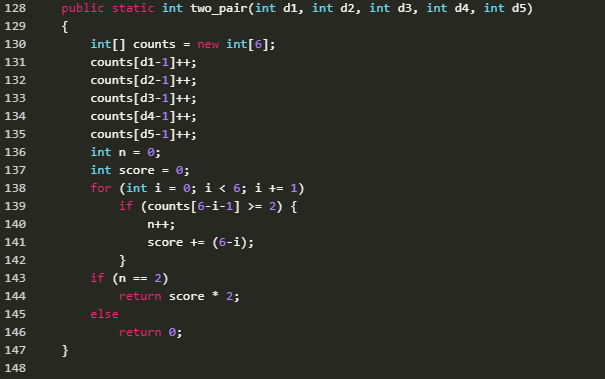 128 public static int two_pair(int d1, int d2, int d3, int d4, int d5)
129 {
130 int[] counts = new int[6];
131 counts[d1-1]++;
132 counts[d2-1]++;
133 counts[d3-1]++;
134 counts[d4-1]++;
135 counts[d5-1]++;
136 int n = 0;
137 int score = 0;
138 for (int i = 0; i < 6; i += 1)
139 if (counts[6-i-1] >= 2) {
140 n++;
141 score += (6-i);
142 }
143 if (n == 2)
144 return score * 2;
145 else
146 return 0;
147 }
148